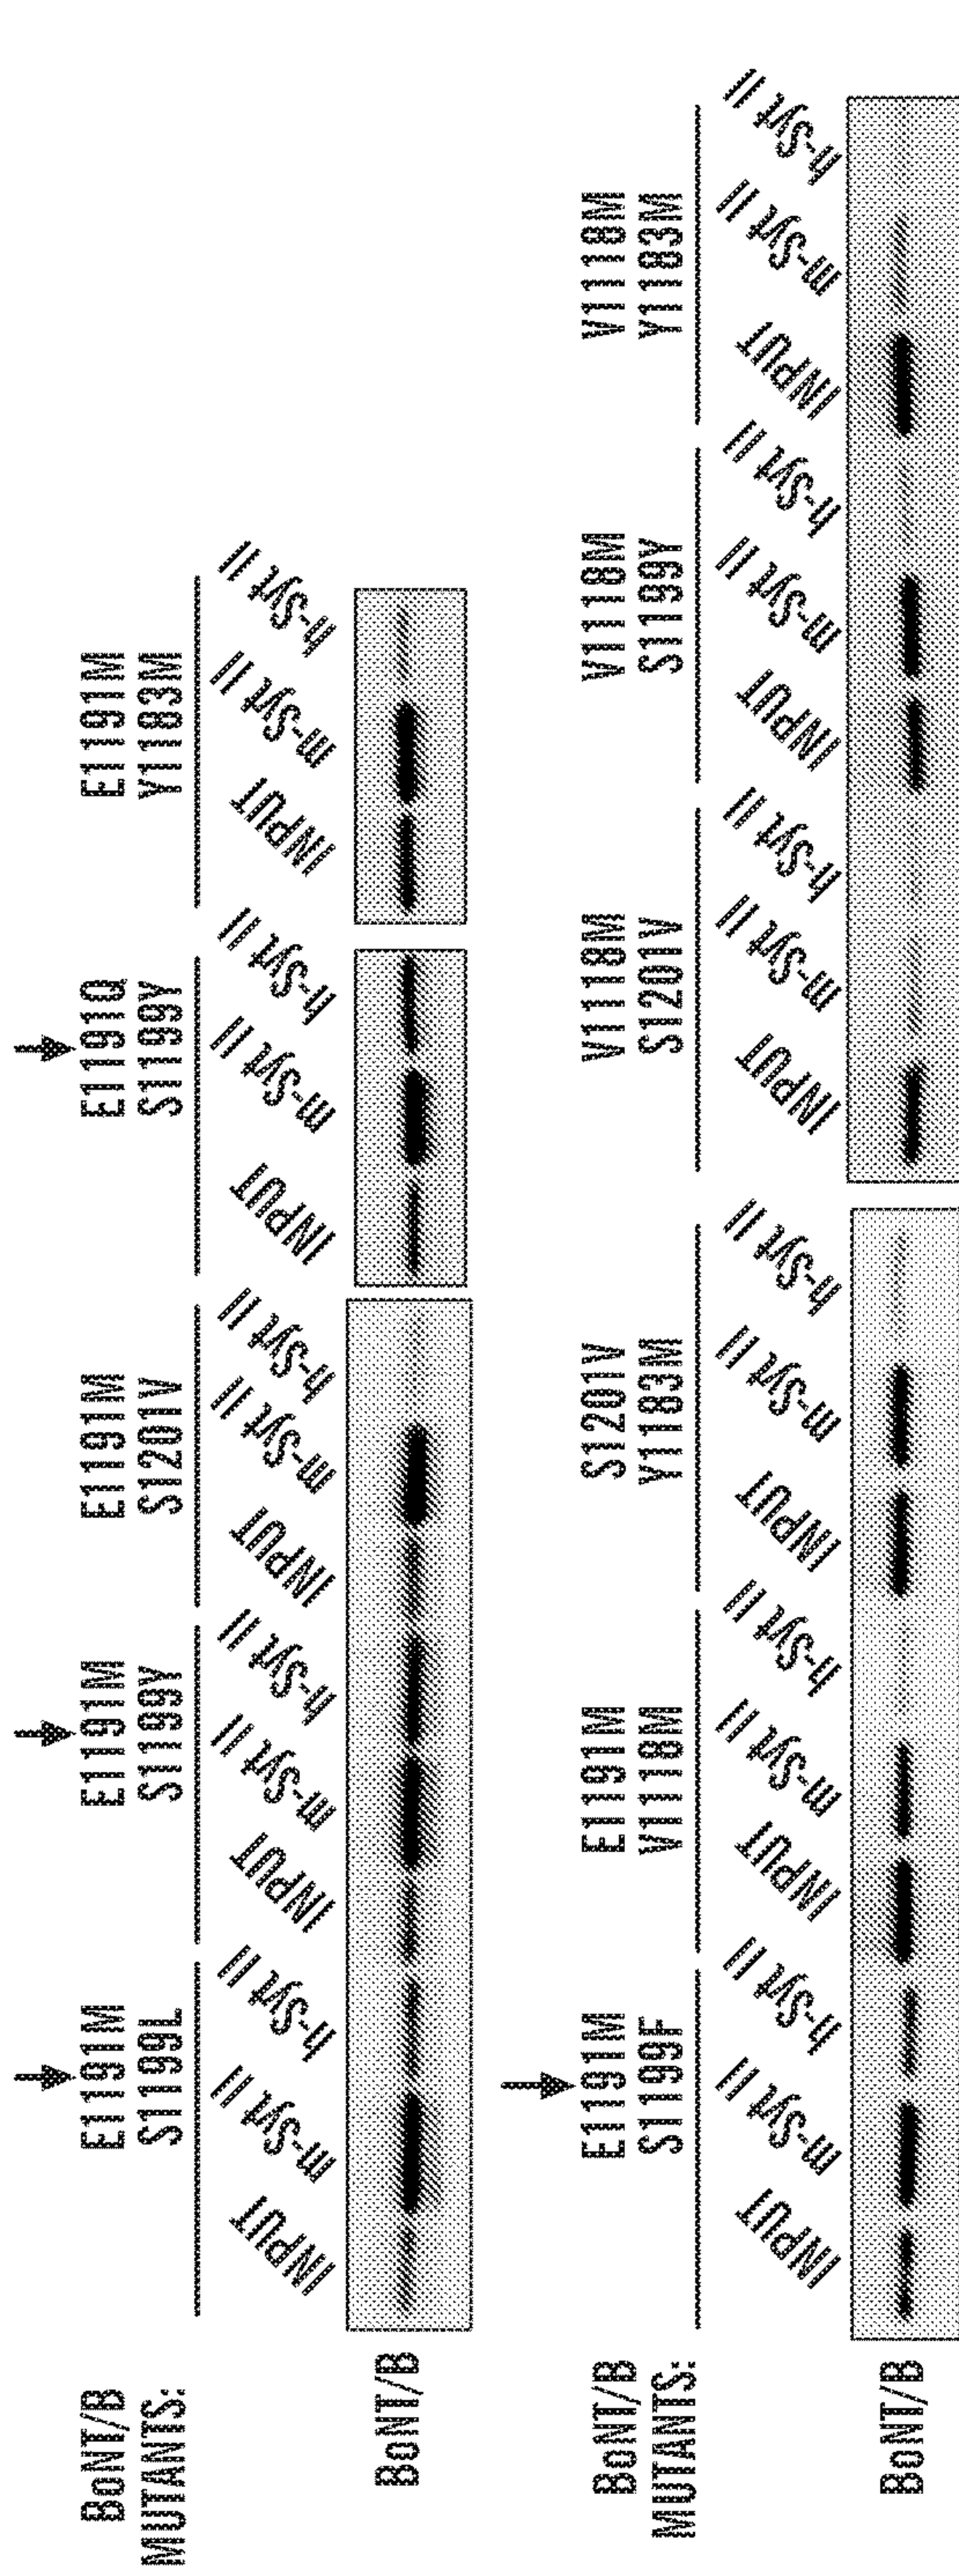 BoNT/B
MUTANTS:
E1191M
S1199L
E1191M
S1199Y
E1191M
S1201V
E1191Q
S1199Y
E1191M
Y1183M
INPUT
m-Syt II
h-Syt II
INPUT
m-Syt II
h-Syt II
INPUT
m-Syt II
h-Syt II
INPUT
m-Syt II
h-Syt II
INPUT
m-Syt II
h-Syt II
BoNT/B
BoNT/B
MUTANTS:
E1191M
S1199F
E1191M
V1118M
S1201V
Y1183M
V1118M
S1201V
V1118M
S1199Y
V1118M
Y1183M
INPUT
m-Syt II
h-Syt II
INPUT
m-Syt II
h-Syt II
INPUT
m-Syt II
h-Syt II
INPUT
m-Syt II
h-Syt II
INPUT
m-Syt II
h-Syt II
INPUT
m-Syt II
h-Syt II
BoNT/B